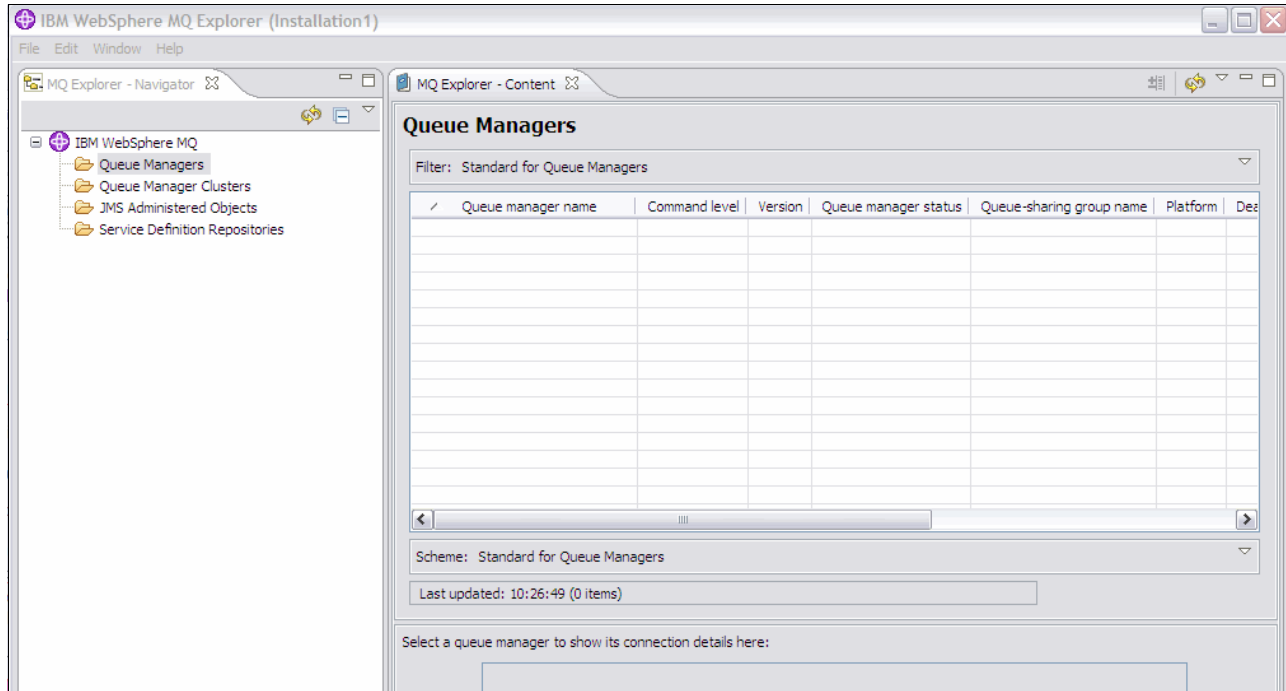 IBM WebSphere MQ Explorer (Installation1)
File Edit Window Help
MQ Explorer - Navigator
MQ Explorer - Content
IBM WebSphere MQ
Queue Managers
Queue Manager Clusters
JMS Administered Objects
Service Definition Repositories
Queue Managers
Filter: Standard for Queue Managers
Queue manager name Command level Version Queue manager status Queue-sharing group name Platform Dea
Scheme: Standard for Queue Managers
Last updated: 10:26:49 (0 items)
Select a queue manager to show its connection details here: